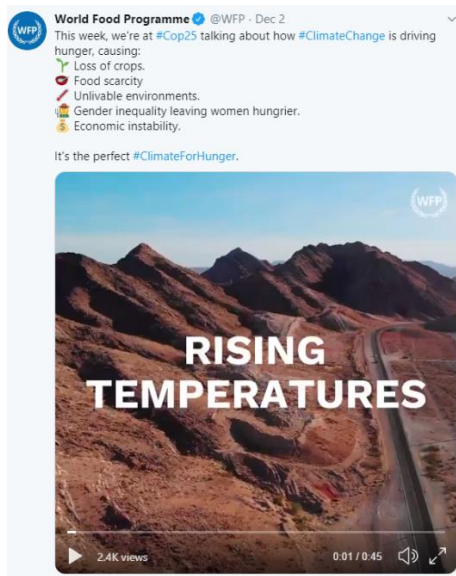 WFP
World Food Programme @WFP · Dec 2
This week, we're at #Cop25 talking about how #ClimateChange is driving
hunger, causing:
Loss of crops.
Food scarcity
Unlivable environments.
Gender inequality leaving women hungrier.
Economic instability.
It's the perfect #ClimateForHunger.
WFP
RISING
TEMPERATURES
2.4K views
0:01 / 0:45